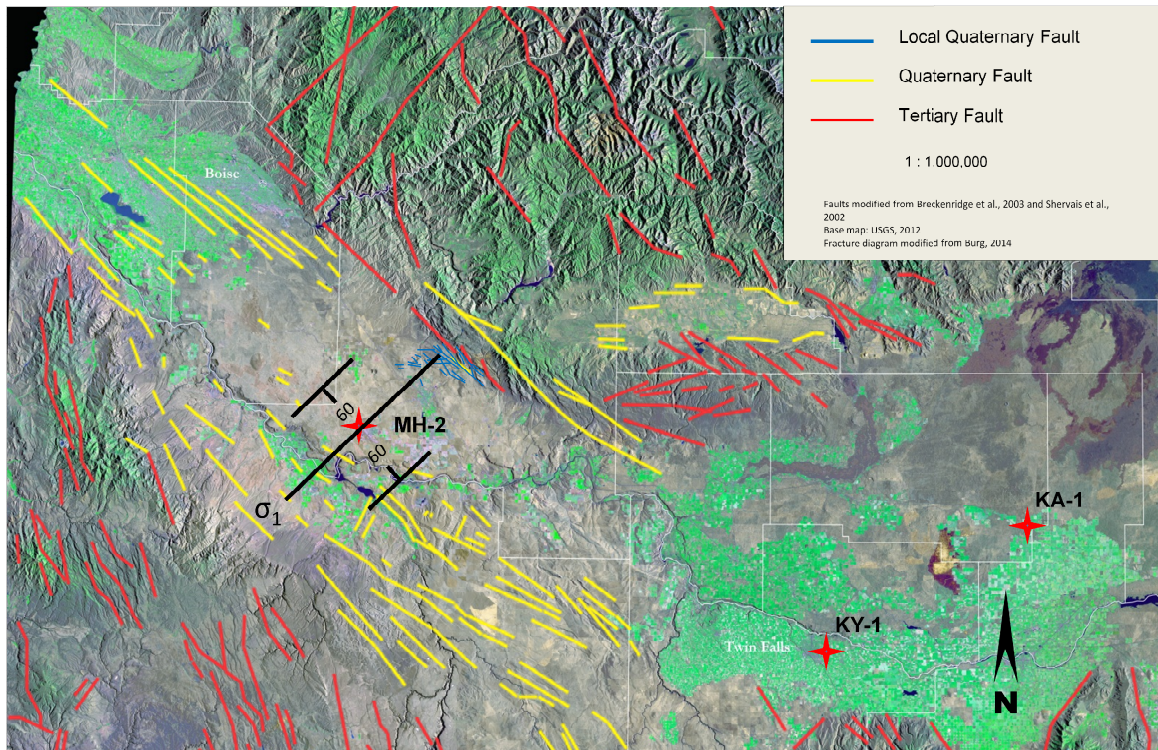 Local Quaternary Fault
Quaternary Fault
Tertiary Fault
1 : 1 000,000
Faults modified from Breckenridge et al., 2003 and Shervais et al.,
2002
Base map: USGS, 2012
Fracture diagram modified from Burg, 2014
Boise
60
MH-2
60
σ1
KA-1
KY-1
Twin Falls
N